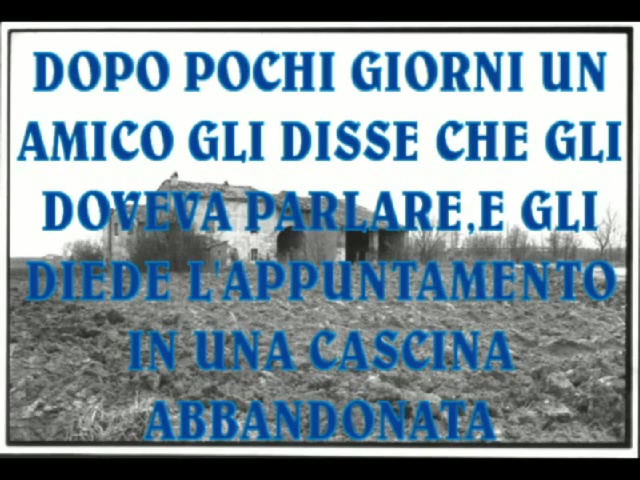 DOPO POCHI GIORNI UN
AMICO GLI DISSE CHE GLI
DOVEVA PARLARE,E GLI
DIEDE L'APPUNTAMENTO
IN UNA CASCINA
ABBANDONATA